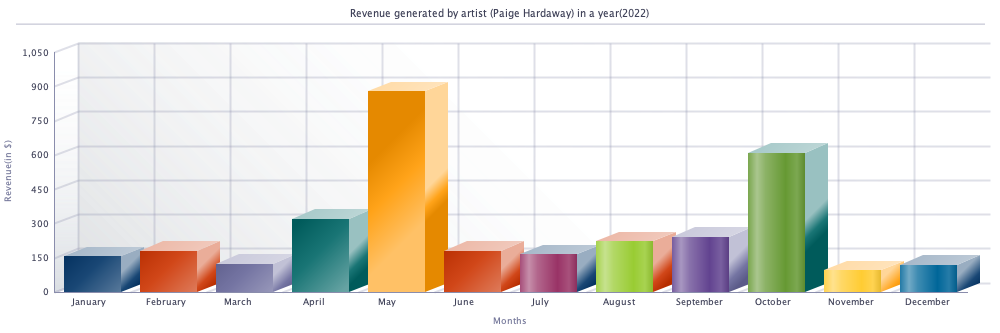 Revenue generated by artist (Paige Hardaway) in a year(2022)
1,050
900
750
600
450
300
150
0
Revenue(in $)
January February March April May June July August September October November December
Months